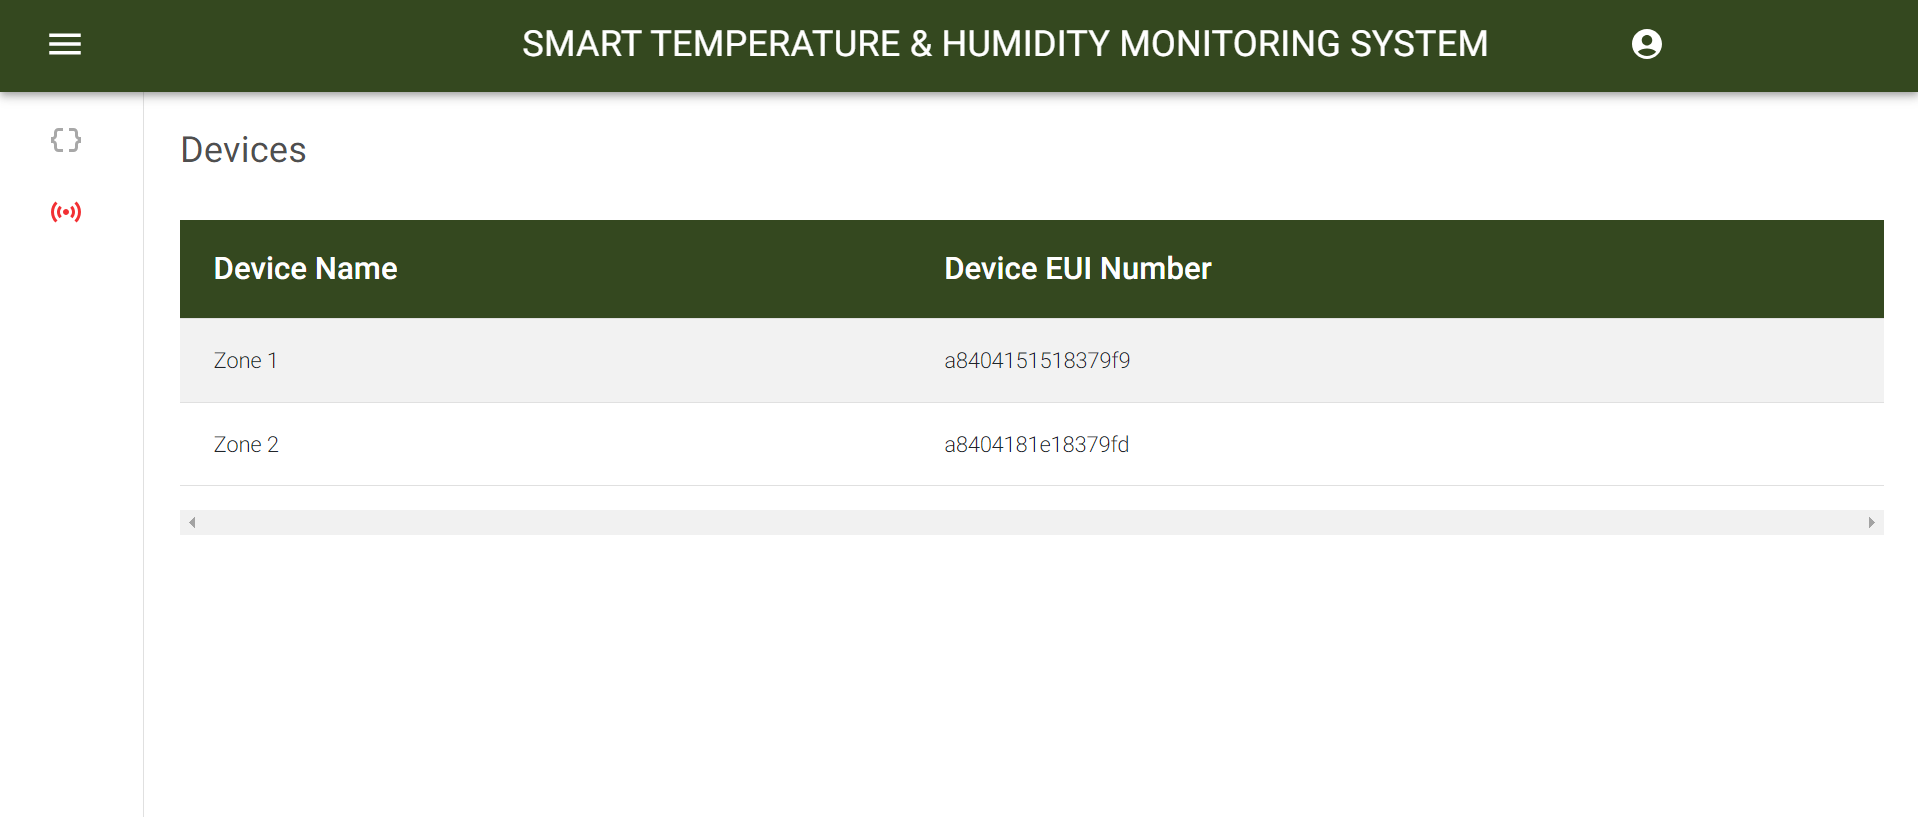 SMART TEMPERATURE & HUMIDITY MONITORING SYSTEM
Devices
Device Name Device EUI Number
Zone 1 a8404151518379f9
Zone 2 a8404181e18379fd